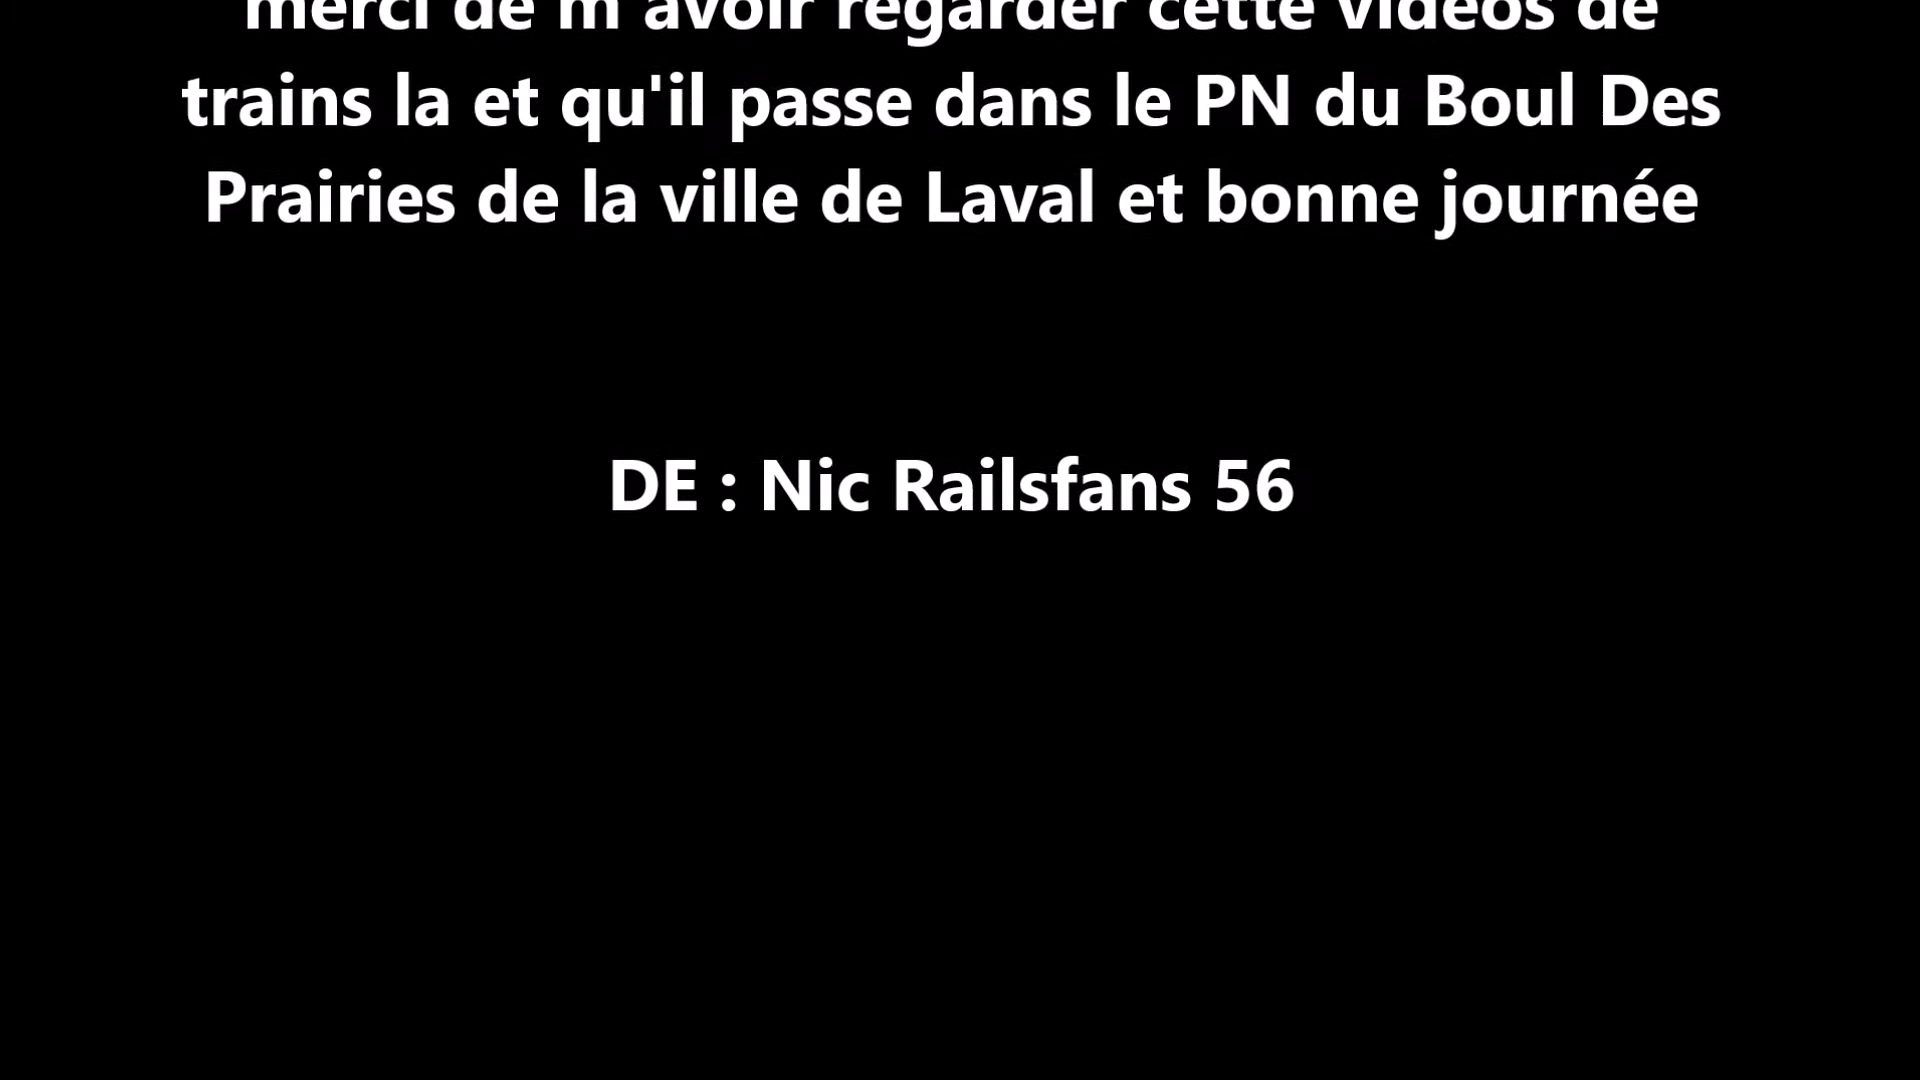 merci de m'avoir regarder cette vidéos de
trains la et qu'il passe dans le PN du Boul Des
Prairies de la ville de Laval et bonne journée
DE : Nic Railsfans 56